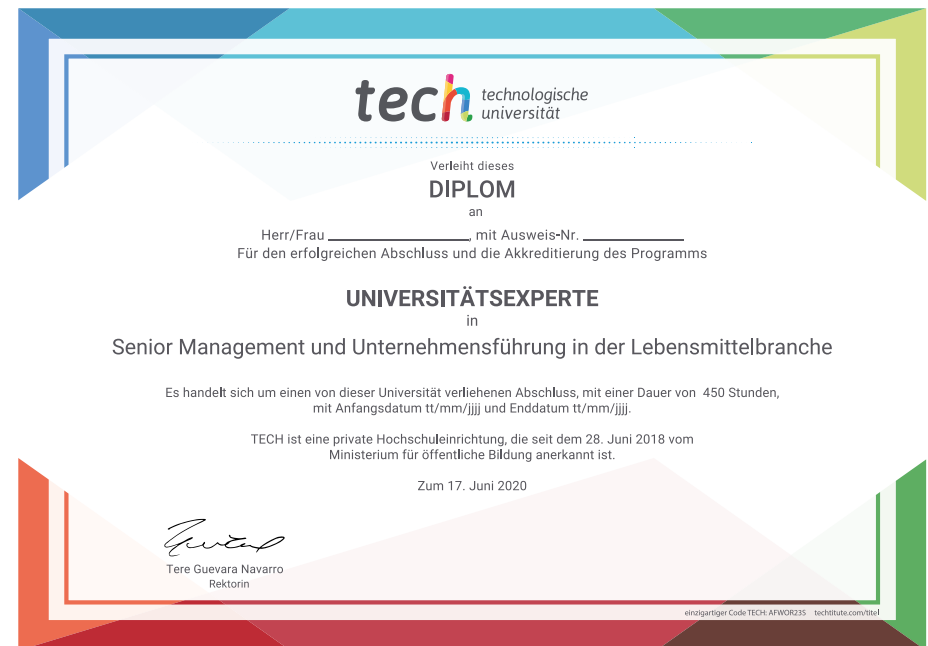 tech technologische
universität
Verleiht dieses
DIPLOM
an
Herr/Frau ____________, mit Ausweis-Nr. ____________
Für den erfolgreichen Abschluss und die Akkreditierung des Programms
UNIVERSITÄTSEXPERTE
in
Senior Management und Unternehmensführung in der Lebensmittelbranche
Es handelt sich um einen von dieser Universität verliehenen Abschluss, mit einer Dauer von 450 Stunden,
mit Anfangsdatum tt/mm/jjjj und Enddatum tt/mm/jjjj.
TECH ist eine private Hochschuleinrichtung, die seit dem 28. Juni 2018 vom
Ministerium für öffentliche Bildung anerkannt ist.
Zum 17. Juni 2020
Tere Guevara Navarro
Rektorin
einzigartiger Code TECH: AFWOR23S techtitute.com/titel